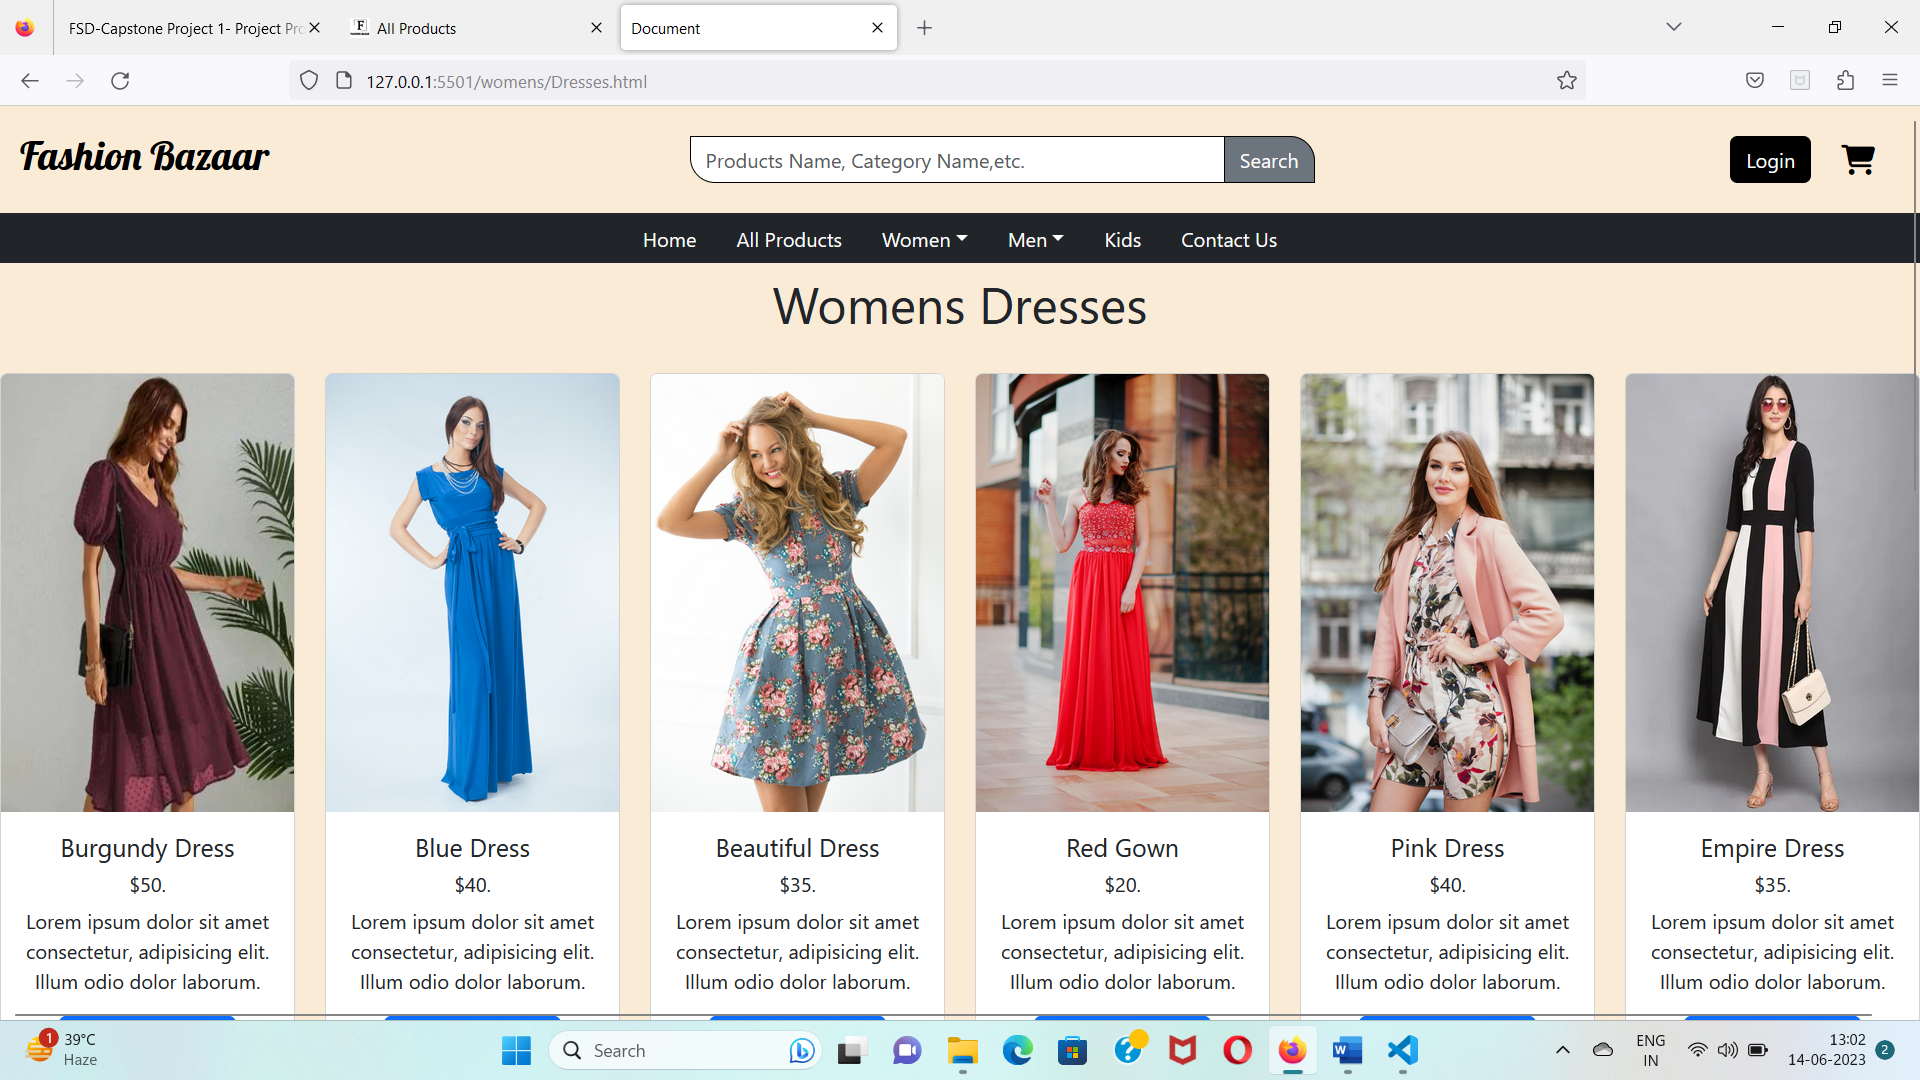 FSD-Capstone Project 1- Project Pro
All Products
Document
127.0.0.1:5501/womens/Dresses.html
Fashion Bazaar
Products Name, Category Name,etc.
Search
Login
Home
All Products
Women
Men
Kids
Contact Us
Womens Dresses
Burgundy Dress
$50.
Lorem ipsum dolor sit amet
consectetur, adipisicing elit.
Illum odio dolor laborum.
Blue Dress
$40.
Lorem ipsum dolor sit amet
consectetur, adipisicing elit.
Illum odio dolor laborum.
Beautiful Dress
$35.
Lorem ipsum dolor sit amet
consectetur, adipisicing elit.
Illum odio dolor laborum.
Red Gown
$20.
Lorem ipsum dolor sit amet
consectetur, adipisicing elit.
Illum odio dolor laborum.
Pink Dress
$40.
Lorem ipsum dolor sit amet
consectetur, adipisicing elit.
Illum odio dolor laborum.
Empire Dress
$35.
Lorem ipsum dolor sit amet
consectetur, adipisicing elit.
Illum odio dolor laborum.
1
39°C
Haze
Search
ENG
IN
13:02
14-06-2023
2